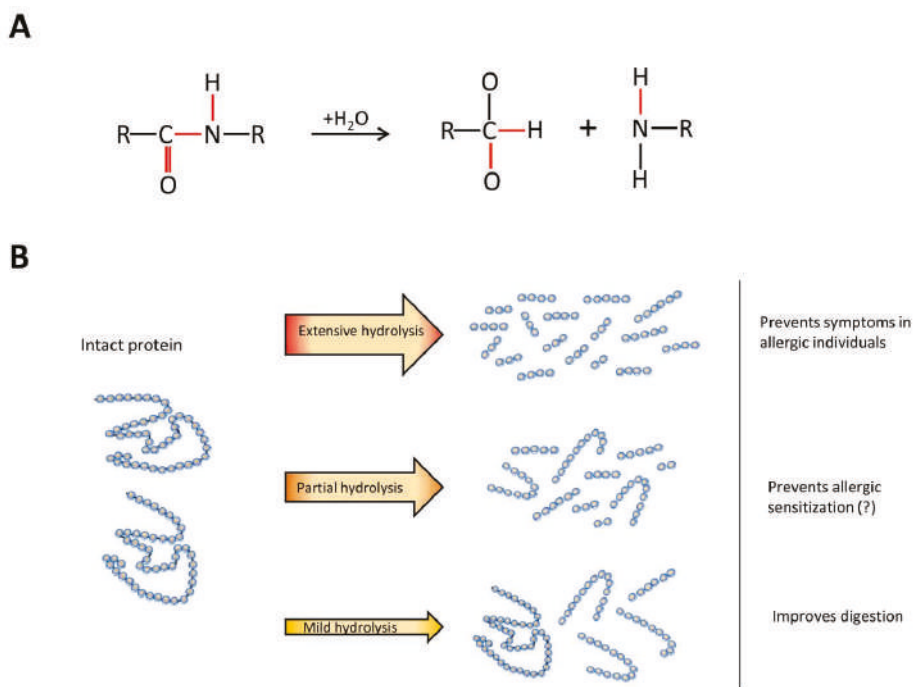 A
H
R C N R
O
+H₂O
O
R C H
O
+
H
N R
H
B
Intact protein
Extensive hydrolysis
Prevents symptoms in
allergic individuals
Partial hydrolysis
Prevents allergic
sensitization (?)
Mild hydrolysis
Improves digestion